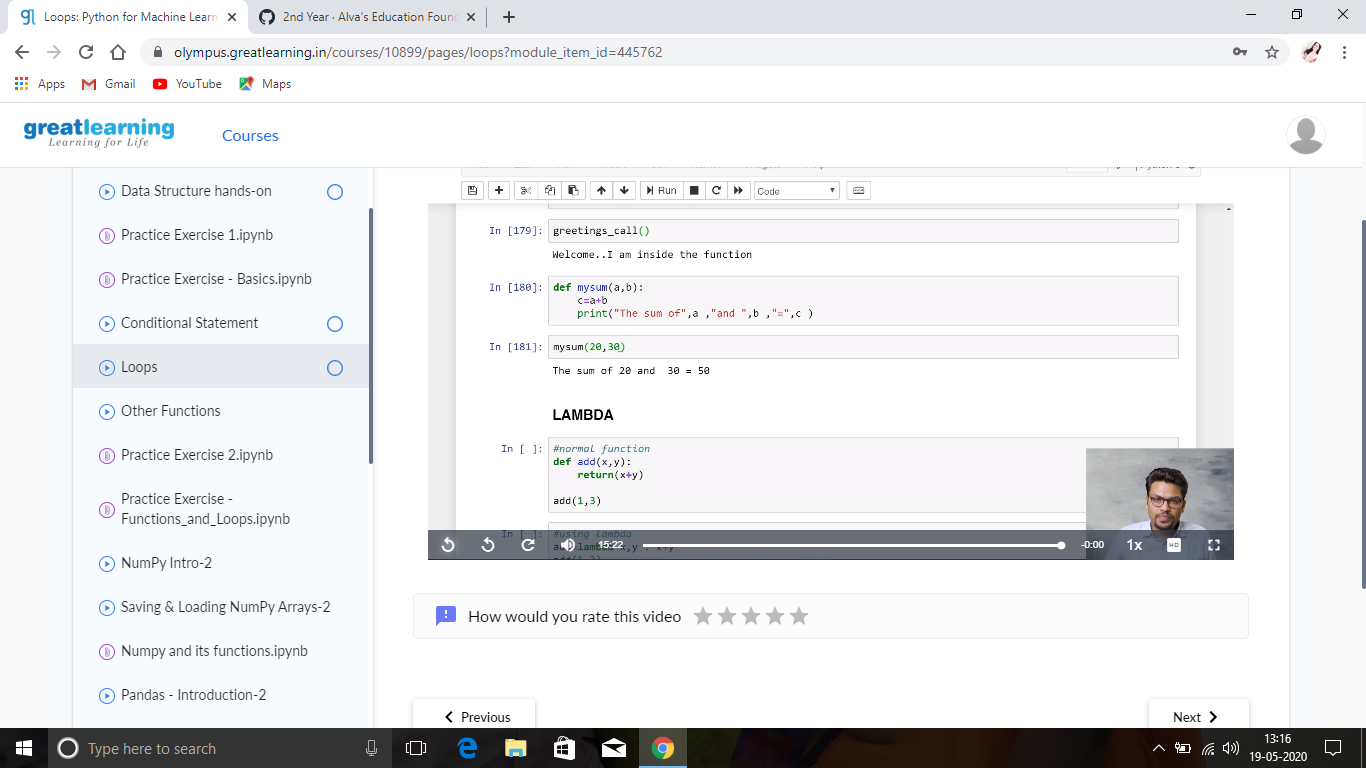 Loops: Python for Machine Learn
2nd Year · Alva's Education Found
olympus.greatlearning.in/courses/10899/pages/loops?module_item_id=445762
Apps Gmail YouTube Maps
greatlearning
Learning for Life
Courses
Data Structure hands-on
Practice Exercise 1.ipynb
Practice Exercise - Basics.ipynb
Conditional Statement
Loops
Other Functions
Practice Exercise 2.ipynb
Practice Exercise -
Functions_and_Loops.ipynb
NumPy Intro-2
Saving & Loading NumPy Arrays-2
Numpy and its functions.ipynb
Pandas - Introduction-2
Run Code
In [179]: greetings_call()
Welcome..I am inside the function
In [180]: def mysum(a,b):
c=a+b
print("The sum of",a ,"and ",b ,"=",c )
In [181]: mysum(20,30)
The sum of 20 and  30 = 50
LAMBDA
In [ ]: #normal function
def add(x,y):
return(x+y)
add(1,3)
In [ ]: #using lambda
15:22 -0:00 1x HD
How would you rate this video
Previous Next
Type here to search
13:16
19-05-2020